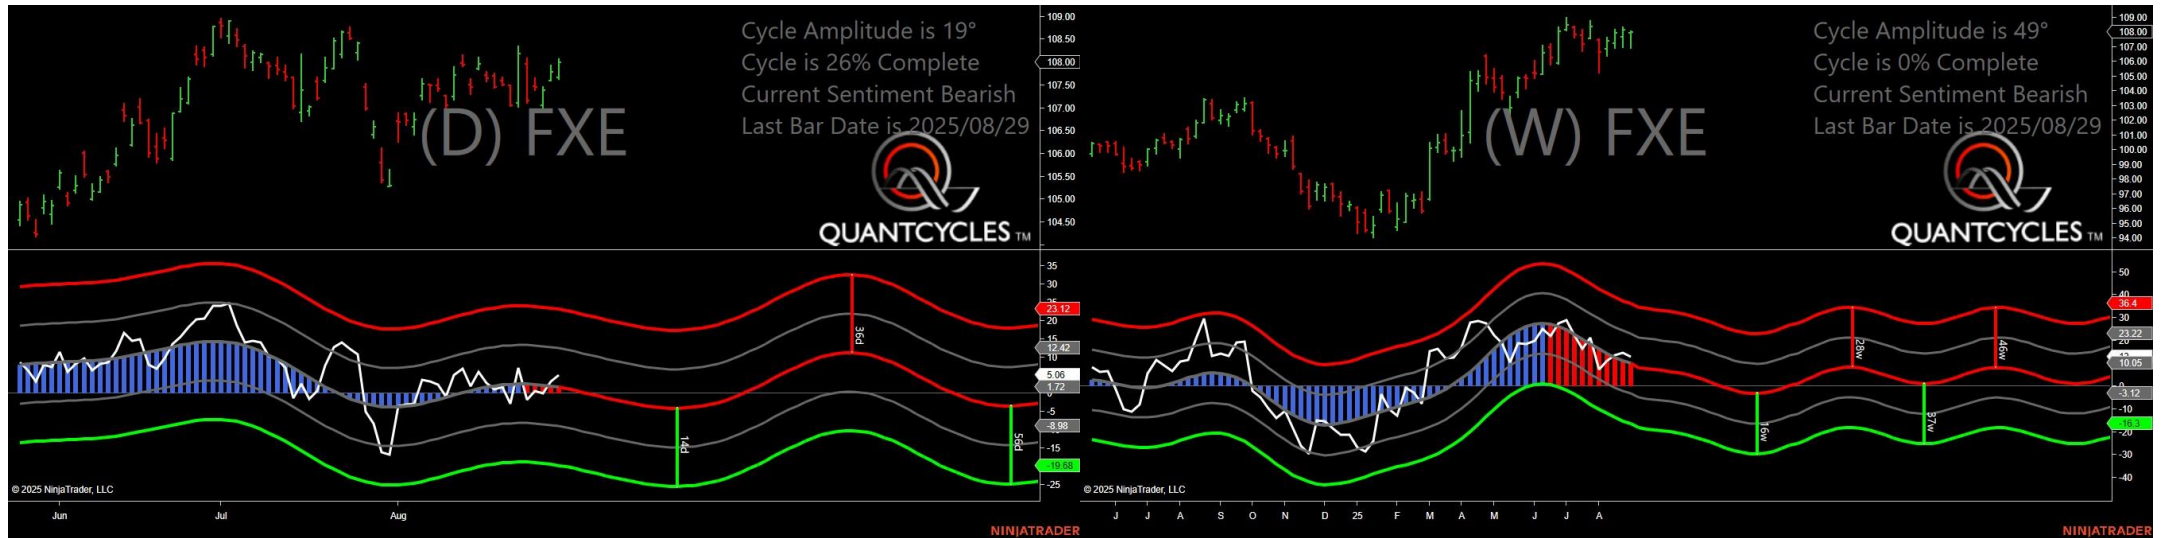 Cycle Amplitude is 19°
Cycle is 26% Complete
Current Sentiment Bearish
Last Bar Date is 2025/08/29
(D) FXE
QUANTCYCLES TM
109.00
108.50
108.00
107.50
107.00
106.50
106.00
105.50
105.00
104.50
35
30
23.12
20
15
12.42
10
5.06
1.72
-5
-8.98
-15
-19.68
-25
36d
14d
56d
© 2025 NinjaTrader, LLC
Jun Jul Aug
NINJATRADER
Cycle Amplitude is 49°
Cycle is 0% Complete
Current Sentiment Bearish
Last Bar Date is 2025/08/29
(W) FXE
QUANTCYCLES TM
109.00
108.00
107.00
106.00
105.00
104.00
103.00
102.00
101.00
100.00
99.00
98.00
97.00
96.00
95.00
94.00
50
40
36.4
30
23.22
20
10.05
0
-3.12
-10
-16.3
-20
-30
-40
28w
46w
16w
37w
© 2025 NinjaTrader, LLC
J J A S O N D 25 F M A M J J A
NINJATRADER